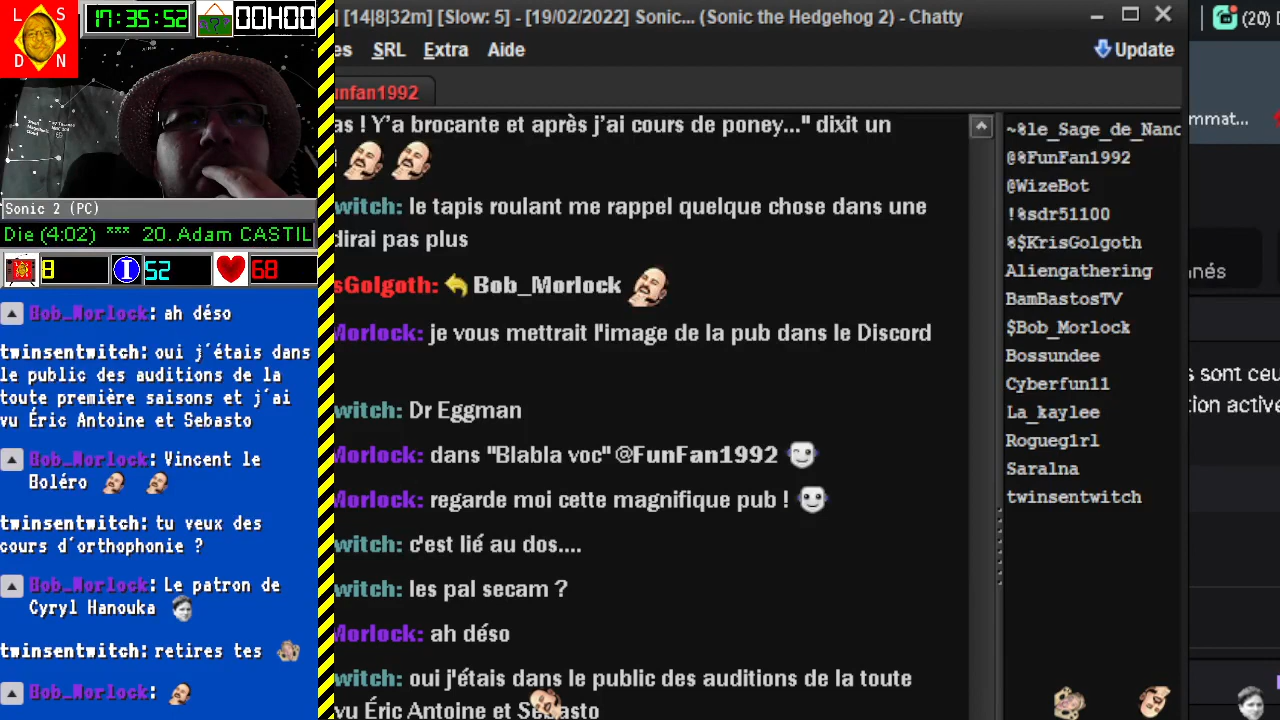 L S
D N
17:35:52
00H00
Sonic 2 (PC)
Die (4:02) *** 20. Adam CASTIL
8
I 52
68
Bob_Morlock: ah déso
twinsentwitch: oui j'étais dans
le public des auditions de la
toute première saisons et j'ai
vu Éric Antoine et Sebasto
Bob_Morlock: Vincent le
Boléro
twinsentwitch: tu veux des
cours d'orthophonie ?
Bob_Morlock: Le patron de
Cyryl Hanouka
twinsentwitch: retires tes
Bob_Morlock:
] [14|8|32m] [Slow: 5] - [19/02/2022] Sonic... (Sonic the Hedgehog 2) - Chatty
es SRL Extra Aide
Update
unfan1992
as ! Y'a brocante et après j'ai cours de poney..." dixit un
witch: le tapis roulant me rappel quelque chose dans une
dirai pas plus
sGolgoth: Bob_Morlock
Morlock: je vous mettrait l'image de la pub dans le Discord
witch: Dr Eggman
Morlock: dans "Blabla voc" @FunFan1992
Morlock: regarde moi cette magnifique pub !
witch: c'est lié au dos....
witch: les pal secam ?
Morlock: ah déso
witch: oui j'étais dans le public des auditions de la toute
vu Éric Antoine et Sebasto
~%le_Sage_de_Nanc
@%FunFan1992
@WizeBot
!%sdr51100
%$KrisGolgoth
Aliengathering
BamBastosTV
$Bob_Morlock
Bossundee
Cyberfun11
La_kaylee
Rogueg1rl
Saralna
twinsentwitch
(20)
mmat...
nés
s sont ceu
tion active